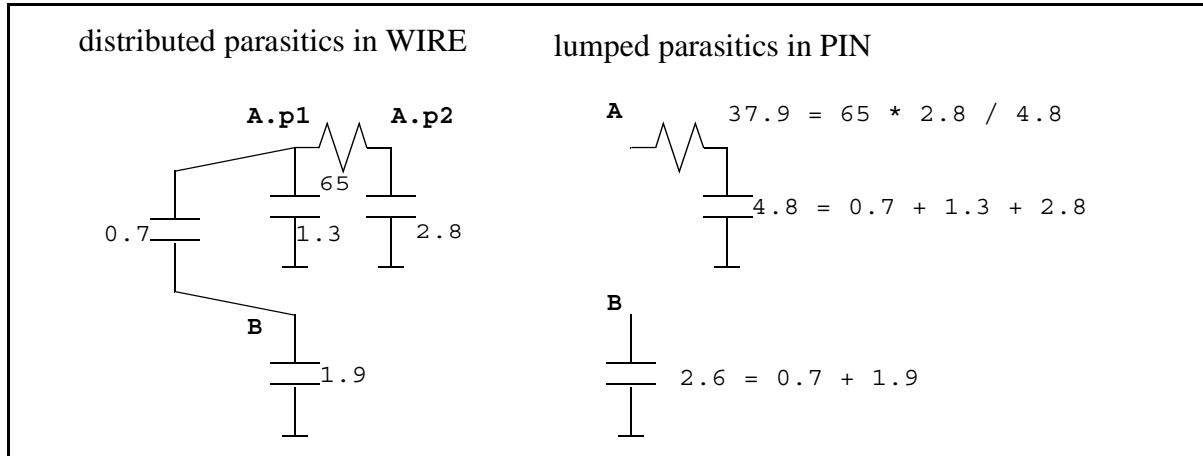 distributed parasitics in WIRE
lumped parasitics in PIN
A.p1
A.p2
65
0.7
1.3
2.8
B
1.9
A
37.9 = 65 * 2.8 / 4.8
4.8 = 0.7 + 1.3 + 2.8
B
2.6 = 0.7 + 1.9